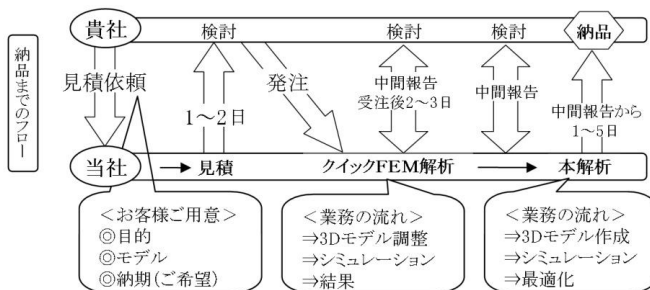 納品までのフロー
貴社
検討
検討
検討
納品
見積依頼
1～2日
発注
中間報告
受注後2～3日
中間報告
中間報告から
1～5日
当社
見積
クイックFEM解析
本解析
＜お客様ご用意＞
◎目的
◎モデル
◎納期(ご希望)
＜業務の流れ＞
⇒3Dモデル調整
⇒シミュレーション
⇒結果
＜業務の流れ＞
⇒3Dモデル作成
⇒シミュレーション
⇒最適化